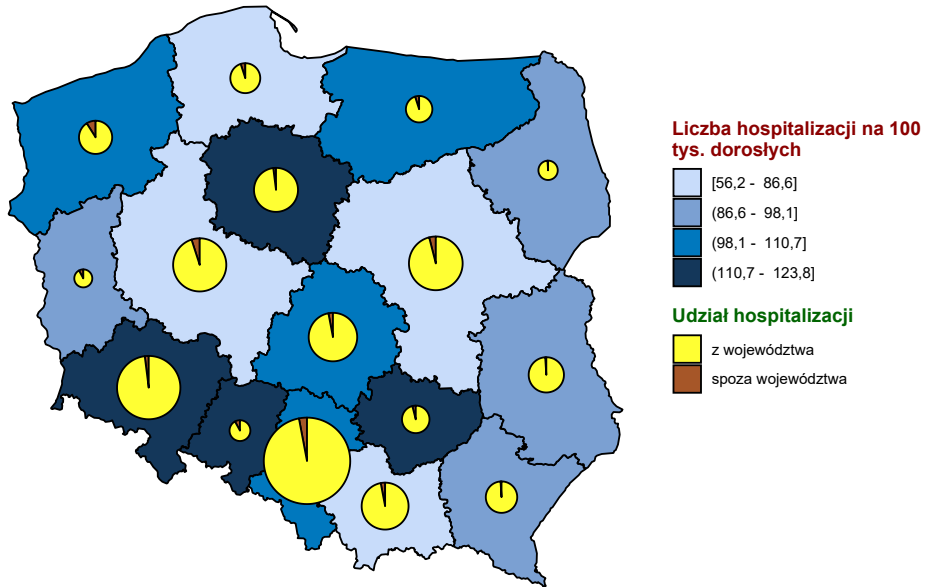 Liczba hospitalizacji na 100
tys. dorosłych
[56,2 - 86,6]
(86,6 - 98,1]
(98,1 - 110,7]
(110,7 - 123,8]
Udział hospitalizacji
z województwa
spoza województwa